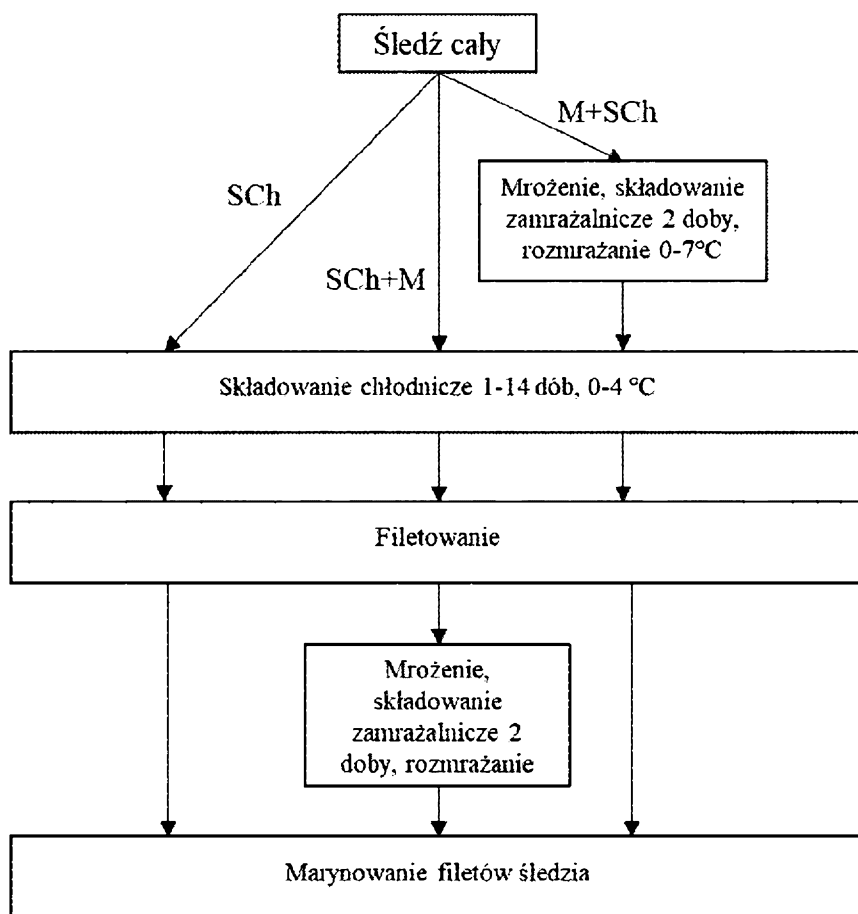 Śledź cały
M+SCh
SCh
SCh+M
Mrożenie, składowanie
zamrażalnicze 2 doby,
rozmrażanie 0-7°C
Składowanie chłodnicze 1-14 dób, 0-4 °C
Filetowanie
Mrożenie,
składowanie
zamrażalnicze 2
doby, rozmrażanie
Marynowanie filetów śledzia